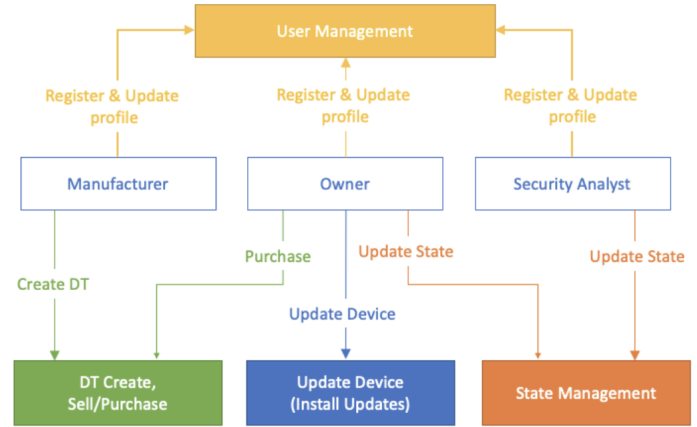 User Management
Register & Update
profile
Register & Update
profile
Register & Update
profile
Manufacturer
Owner
Security Analyst
Purchase
Update State
Update State
Create DT
Update Device
DT Create,
Sell/Purchase
Update Device
(Install Updates)
State Management